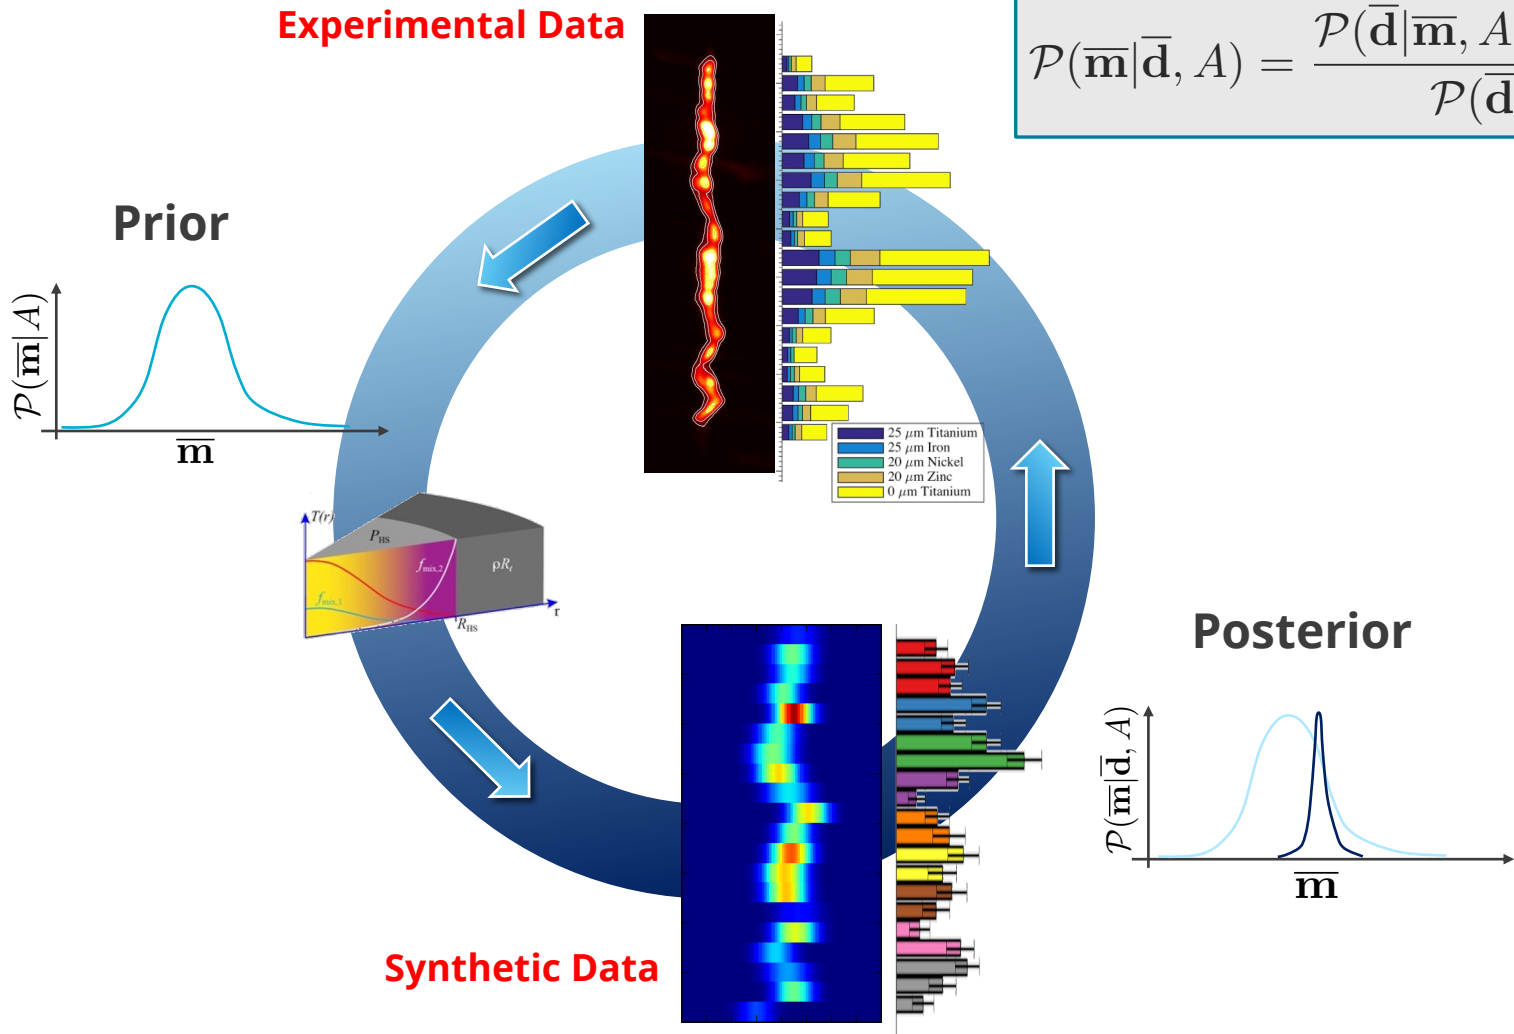 Experimental Data
𝒫(m̅|d̅, A) = 𝒫(d̅|m̅, A
𝒫(d̅
Prior
𝒫(m̅|A)
m̅
25 μm Titanium
25 μm Iron
20 μm Nickel
20 μm Zinc
0 μm Titanium
T(r)
P_HS
f_mix,2
ρR_ℓ
f_mix,1
r
R_HS
Posterior
𝒫(m̅|d̅, A)
m̅
Synthetic Data